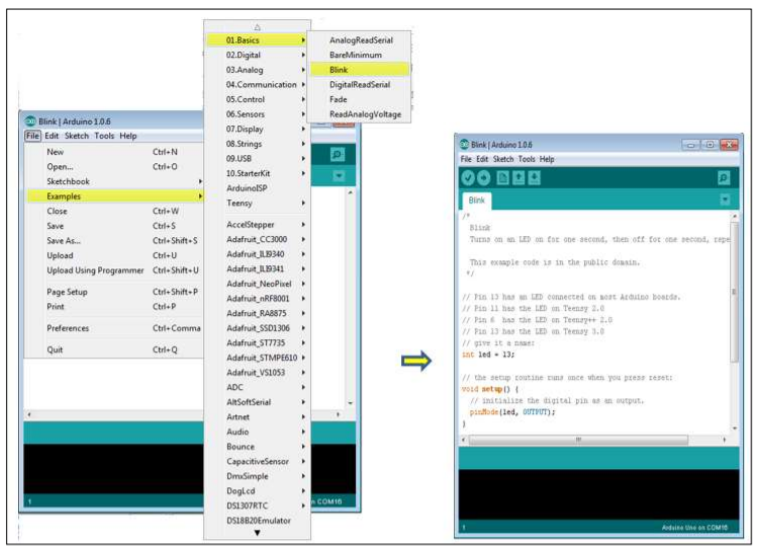 Blink | Arduino 1.0.6
File Edit Sketch Tools Help
New Ctrl+N
Open... Ctrl+O
Sketchbook
Examples
Close Ctrl+W
Save Ctrl+S
Save As... Ctrl+Shift+S
Upload Ctrl+U
Upload Using Programmer Ctrl+Shift+U
Page Setup Ctrl+Shift+P
Print Ctrl+P
Preferences Ctrl+Comma
Quit Ctrl+Q
1
n COM16
01.Basics
02.Digital
03.Analog
04.Communication
05.Control
06.Sensors
07.Display
08.Strings
09.USB
10.StarterKit
ArduinoISP
Teensy
AccelStepper
Adafruit_CC3000
Adafruit_ILI9340
Adafruit_ILI9341
Adafruit_NeoPixel
Adafruit_nRF8001
Adafruit_RA8875
Adafruit_SSD1306
Adafruit_ST7735
Adafruit_STMPE610
Adafruit_VS1053
ADC
AltSoftSerial
Artnet
Audio
Bounce
CapacitiveSensor
DmxSimple
DogLcd
DS1307RTC
DS18B20Emulator
AnalogReadSerial
BareMinimum
Blink
DigitalReadSerial
Fade
ReadAnalogVoltage
Blink | Arduino 1.0.6
File Edit Sketch Tools Help
Blink
/*
Blink
Turns on an LED on for one second, then off for one second, repe
This example code is in the public domain.
*/
// Pin 13 has an LED connected on most Arduino boards.
// Pin 11 has the LED on Teensy 2.0
// Pin 6 has the LED on Teensy++ 2.0
// Pin 13 has the LED on Teensy 3.0
// give it a name:
int led = 13;
// the setup routine runs once when you press reset:
void setup() {
// initialize the digital pin as an output.
pinMode(led, OUTPUT);
}
1
Arduino Uno on COM16